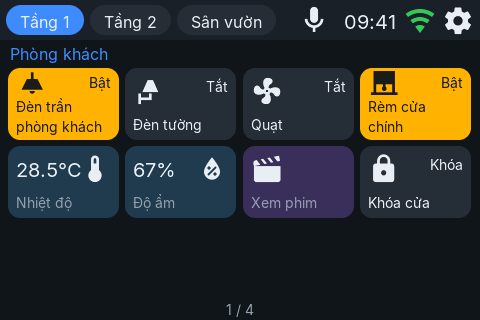 Tầng 1 Tầng 2 Sân vườn 09:41
Phòng khách
Bật Tắt Tắt Bật
Đèn trần
phòng khách
Đèn tường
Quạt
Rèm cửa
chính
28.5°C 67% Khóa
Nhiệt độ Độ ẩm Xem phim Khóa cửa
1 / 4